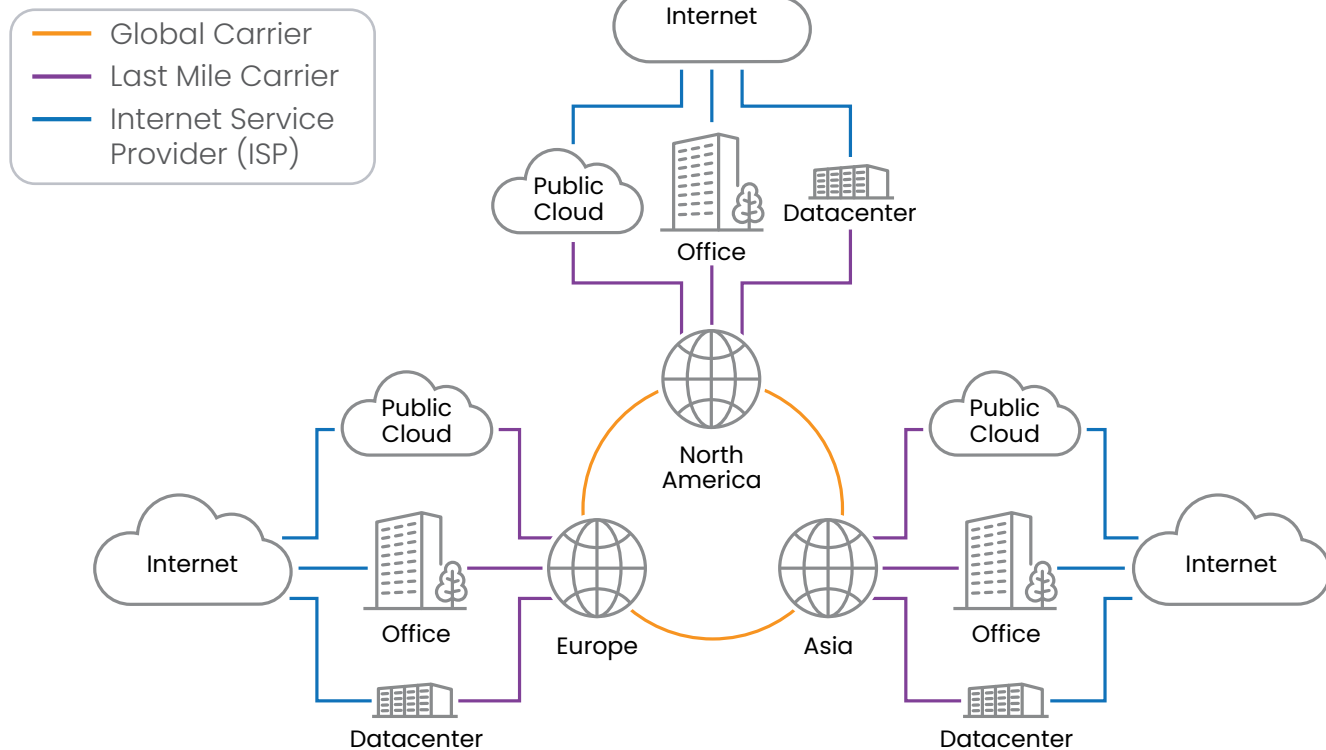 Global Carrier
Last Mile Carrier
Internet Service
Provider (ISP)
Internet
Public
Cloud
Office
Datacenter
North
America
Public
Cloud
Internet
Office
Datacenter
Europe
Asia
Public
Cloud
Office
Internet
Datacenter